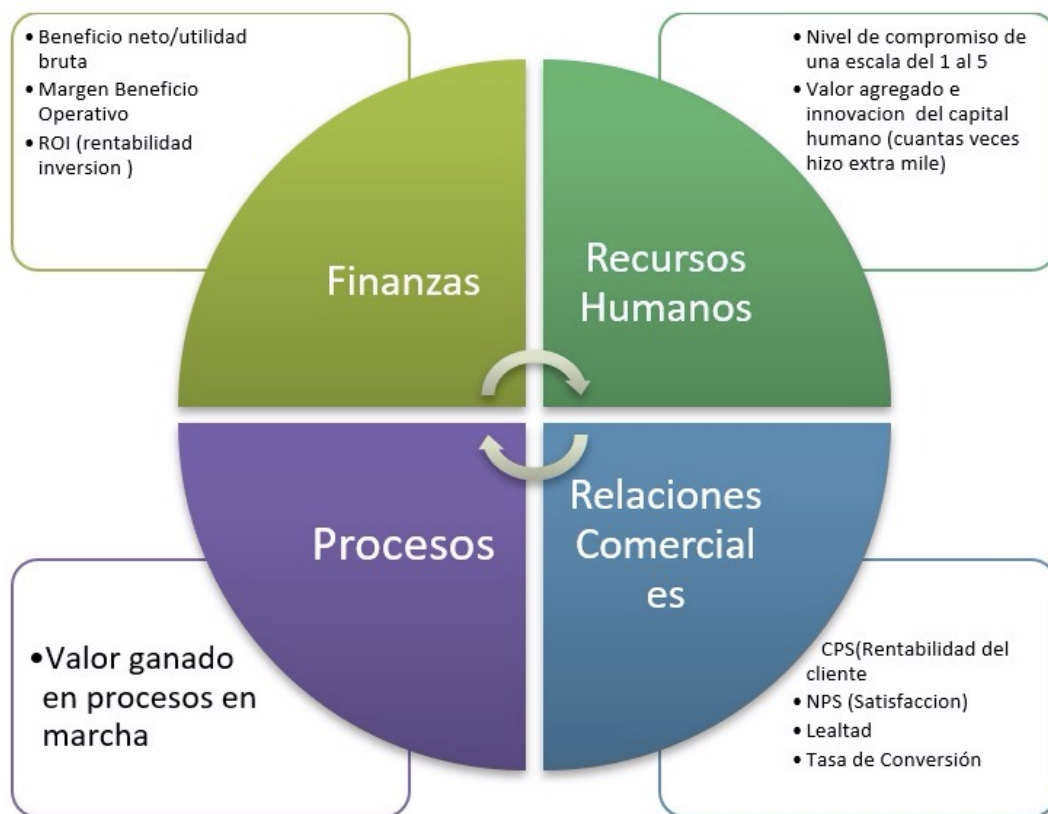 • Beneficio neto/utilidad
bruta
• Margen Beneficio
Operativo
• ROI (rentabilidad
inversion )
• Nivel de compromiso de
una escala del 1 al 5
• Valor agregado e
innovacion del capital
humano (cuantas veces
hizo extra mile)
Finanzas
Recursos
Humanos
Procesos
Relaciones
Comercial
es
•Valor ganado
en procesos en
marcha
CPS(Rentabilidad del
cliente
• NPS (Satisfaccion)
• Lealtad
• Tasa de Conversión